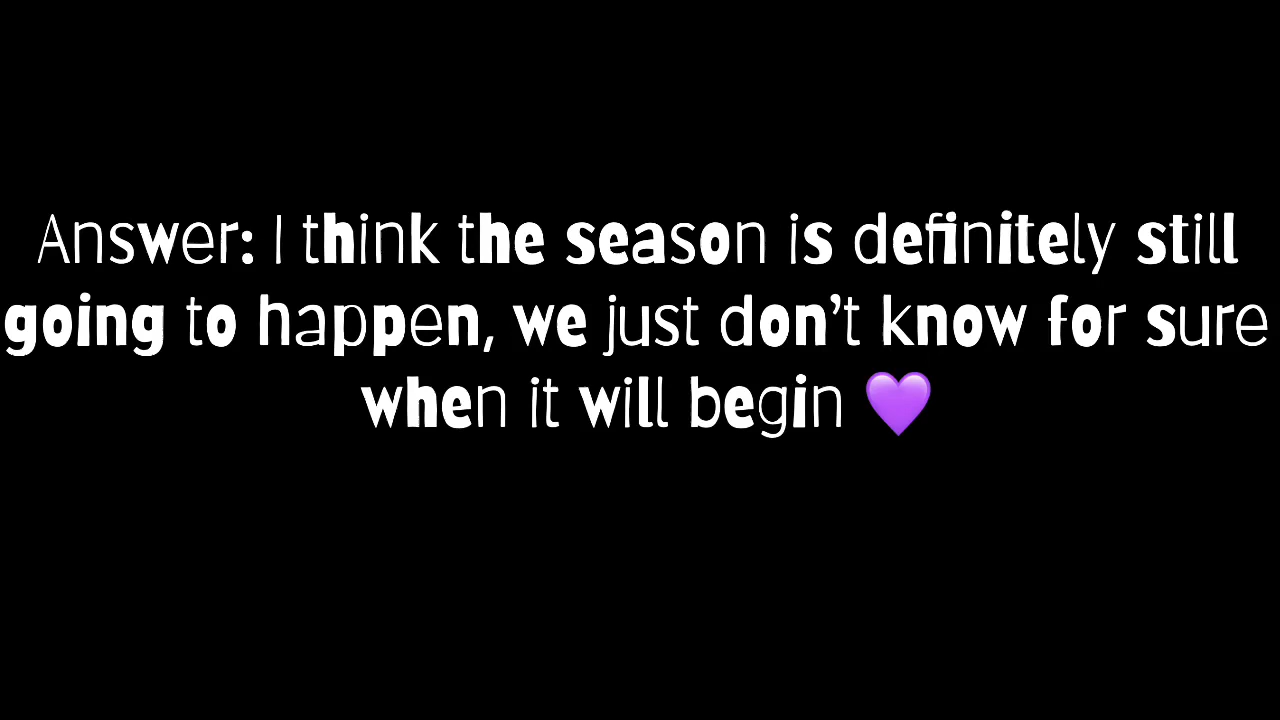 Answer: I think the season is definitely still
going to happen, we just don’t know for sure
when it will begin 💜